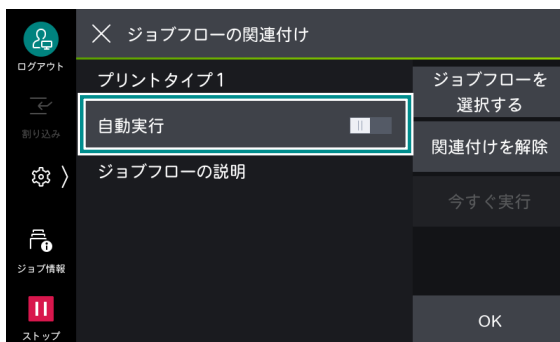 ジョブフローの関連付け
ログアウト
プリントタイプ1
ジョブフローを
選択する
割り込み
自動実行
関連付けを解除
ジョブフローの説明
今すぐ実行
ジョブ情報
OK
ストップ